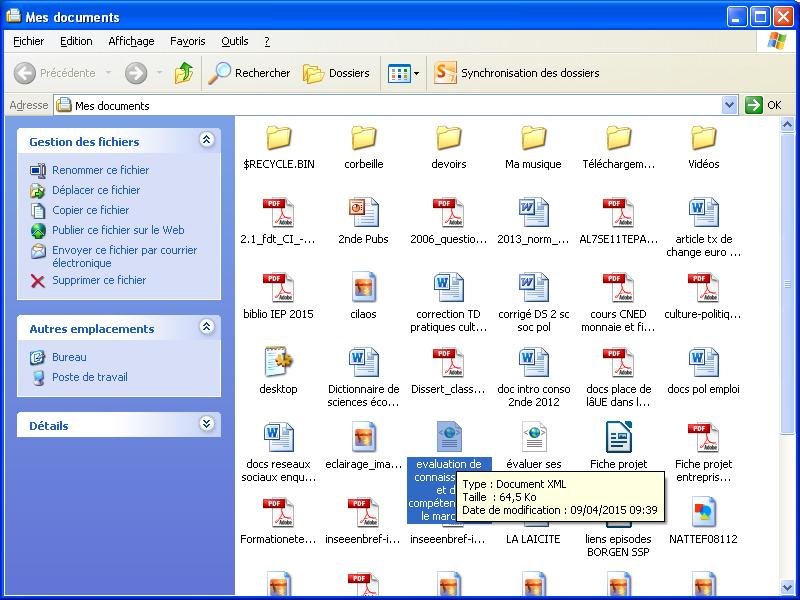 Mes documents
Fichier Edition Affichage Favoris Outils ?
Précédente Rechercher Dossiers Synchronisation des dossiers
Adresse Mes documents OK
Gestion des fichiers
Renommer ce fichier
Déplacer ce fichier
Copier ce fichier
Publier ce fichier sur le Web
Envoyer ce fichier par courrier
électronique
Supprimer ce fichier
Autres emplacements
Bureau
Poste de travail
Détails
$RECYCLE.BIN corbeille devoirs Ma musique Téléchargem... Vidéos
2.1_fdt_CI_-... 2nde Pubs 2006_questio... 2013_norm_... AL7SE11TEPA... article tx de
change euro ...
biblio IEP 2015 cilaos correction TD corrigé DS 2 sc cours CNED culture-politiq...
pratiques cult... soc pol monnaie et fi...
desktop Dictionnaire de Dissert_class... doc intro conso docs place de docs pol emploi
sciences éco... 2nde 2012 lâUE dans l...
docs reseaux eclairage_ima... evaluation de évaluer ses Fiche projet Fiche projet
sociaux enqu... connaiss... entrepris...
et d
compéten
le marc
Type : Document XML
Taille : 64,5 Ko
Date de modification : 09/04/2015 09:39
Formationete... inseeenbref-i... inseeenbref-i... LA LAICITE liens episodes NATTEF08112
BORGEN SSP